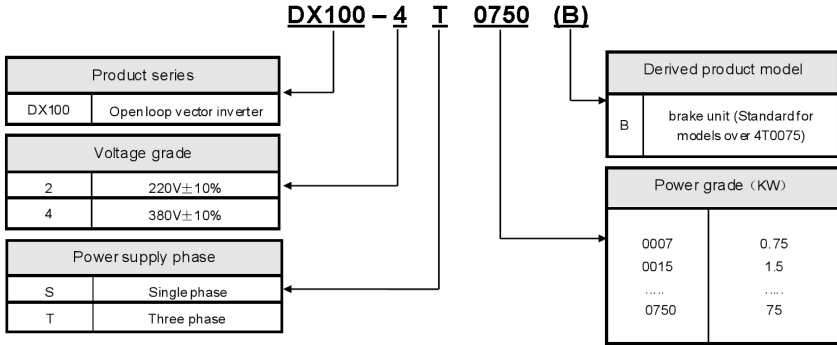 DX100 – 4 T 0750 (B)
Product series
DX100 Open loop vector inverter
Voltage grade
2 220V±10%
4 380V±10%
Power supply phase
S Single phase
T Three phase
Derived product model
B brake unit (Standard for
models over 4T0075)
Power grade（KW）
0007 0.75
0015 1.5
..... .....
0750 75